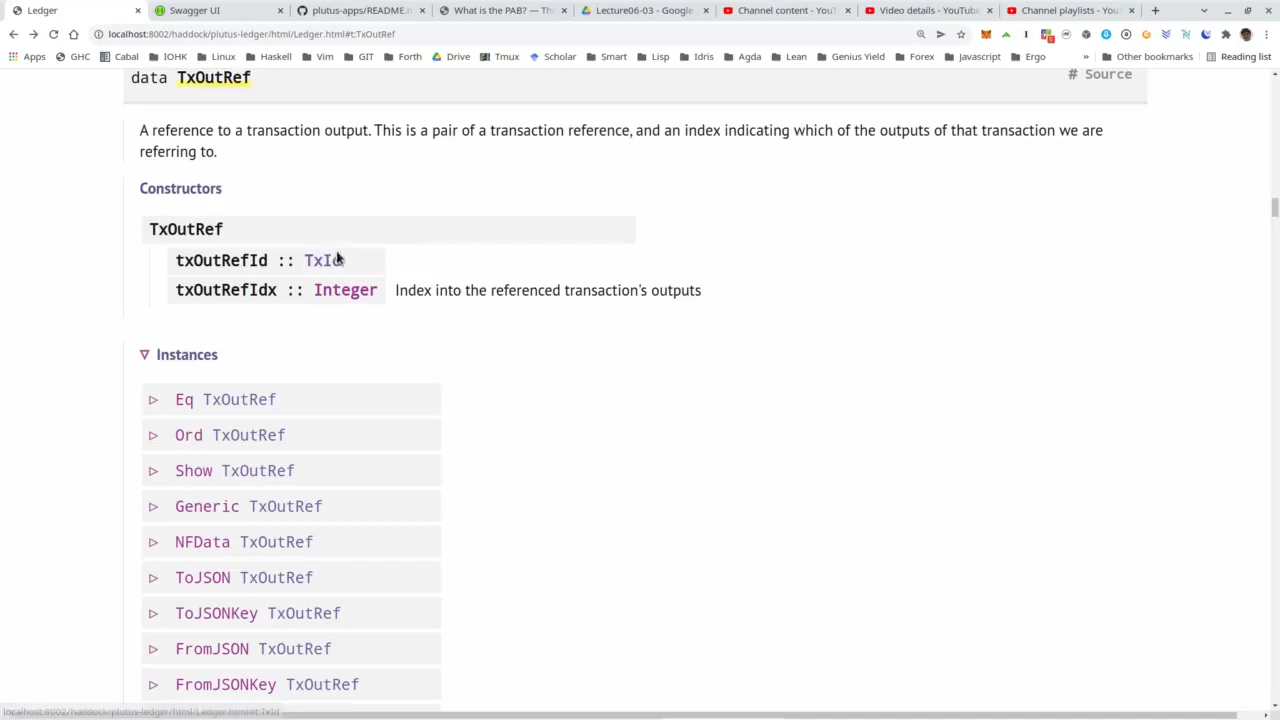 Ledger
Swagger UI
plutus-apps/README.m
What is the PAB? — The
Lecture06-03 - Google
Channel content - YouT
Video details - YouTube
Channel playlists - YouT
localhost:8002/haddock/plutus-ledger/html/Ledger.html#t:TxOutRef
Apps GHC Cabal IOHK Linux Haskell Vim GIT Forth Drive Tmux Scholar Smart Lisp Idris Agda Lean Genius Yield Forex Javascript Ergo » Other bookmarks Reading list
data TxOutRef # Source
A reference to a transaction output. This is a pair of a transaction reference, and an index indicating which of the outputs of that transaction we are
referring to.
Constructors
TxOutRef
txOutRefId :: TxId
txOutRefIdx :: Integer Index into the referenced transaction's outputs
Instances
Eq TxOutRef
Ord TxOutRef
Show TxOutRef
Generic TxOutRef
NFData TxOutRef
ToJSON TxOutRef
ToJSONKey TxOutRef
FromJSON TxOutRef
FromJSONKey TxOutRef
localhost:8002/haddock/plutus-ledger/html/Ledger.html#t:TxId